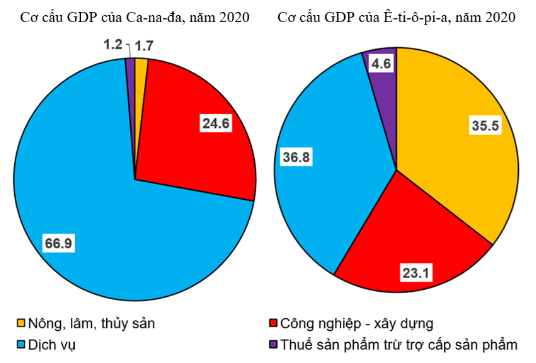 Cơ cấu GDP của Ca-na-đa, năm 2020
Cơ cấu GDP của Ê-ti-ô-pi-a, năm 2020
1.2
1.7
24.6
66.9
4.6
35.5
36.8
23.1
Nông, lâm, thủy sản
Công nghiệp - xây dựng
Dịch vụ
Thuế sản phẩm trừ trợ cấp sản phẩm